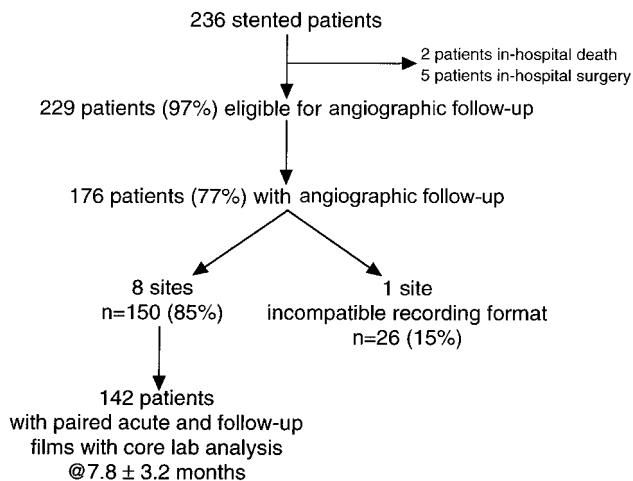 236 stented patients
2 patients in-hospital death
5 patients in-hospital surgery
229 patients (97%) eligible for angiographic follow-up
176 patients (77%) with angiographic follow-up
8 sites
n=150 (85%)
1 site
incompatible recording format
n=26 (15%)
142 patients
with paired acute and follow-up
films with core lab analysis
@7.8 ± 3.2 months